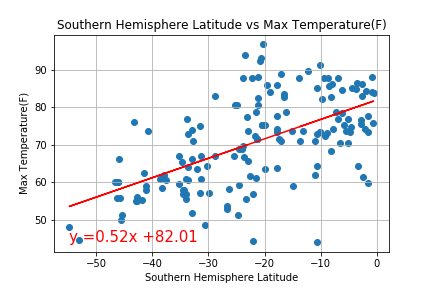 Southern Hemisphere Latitude vs Max Temperature(F)
Max Temperature(F)
90
80
70
60
50
y =0.52x +82.01
−50
−40
−30
−20
−10
0
Southern Hemisphere Latitude